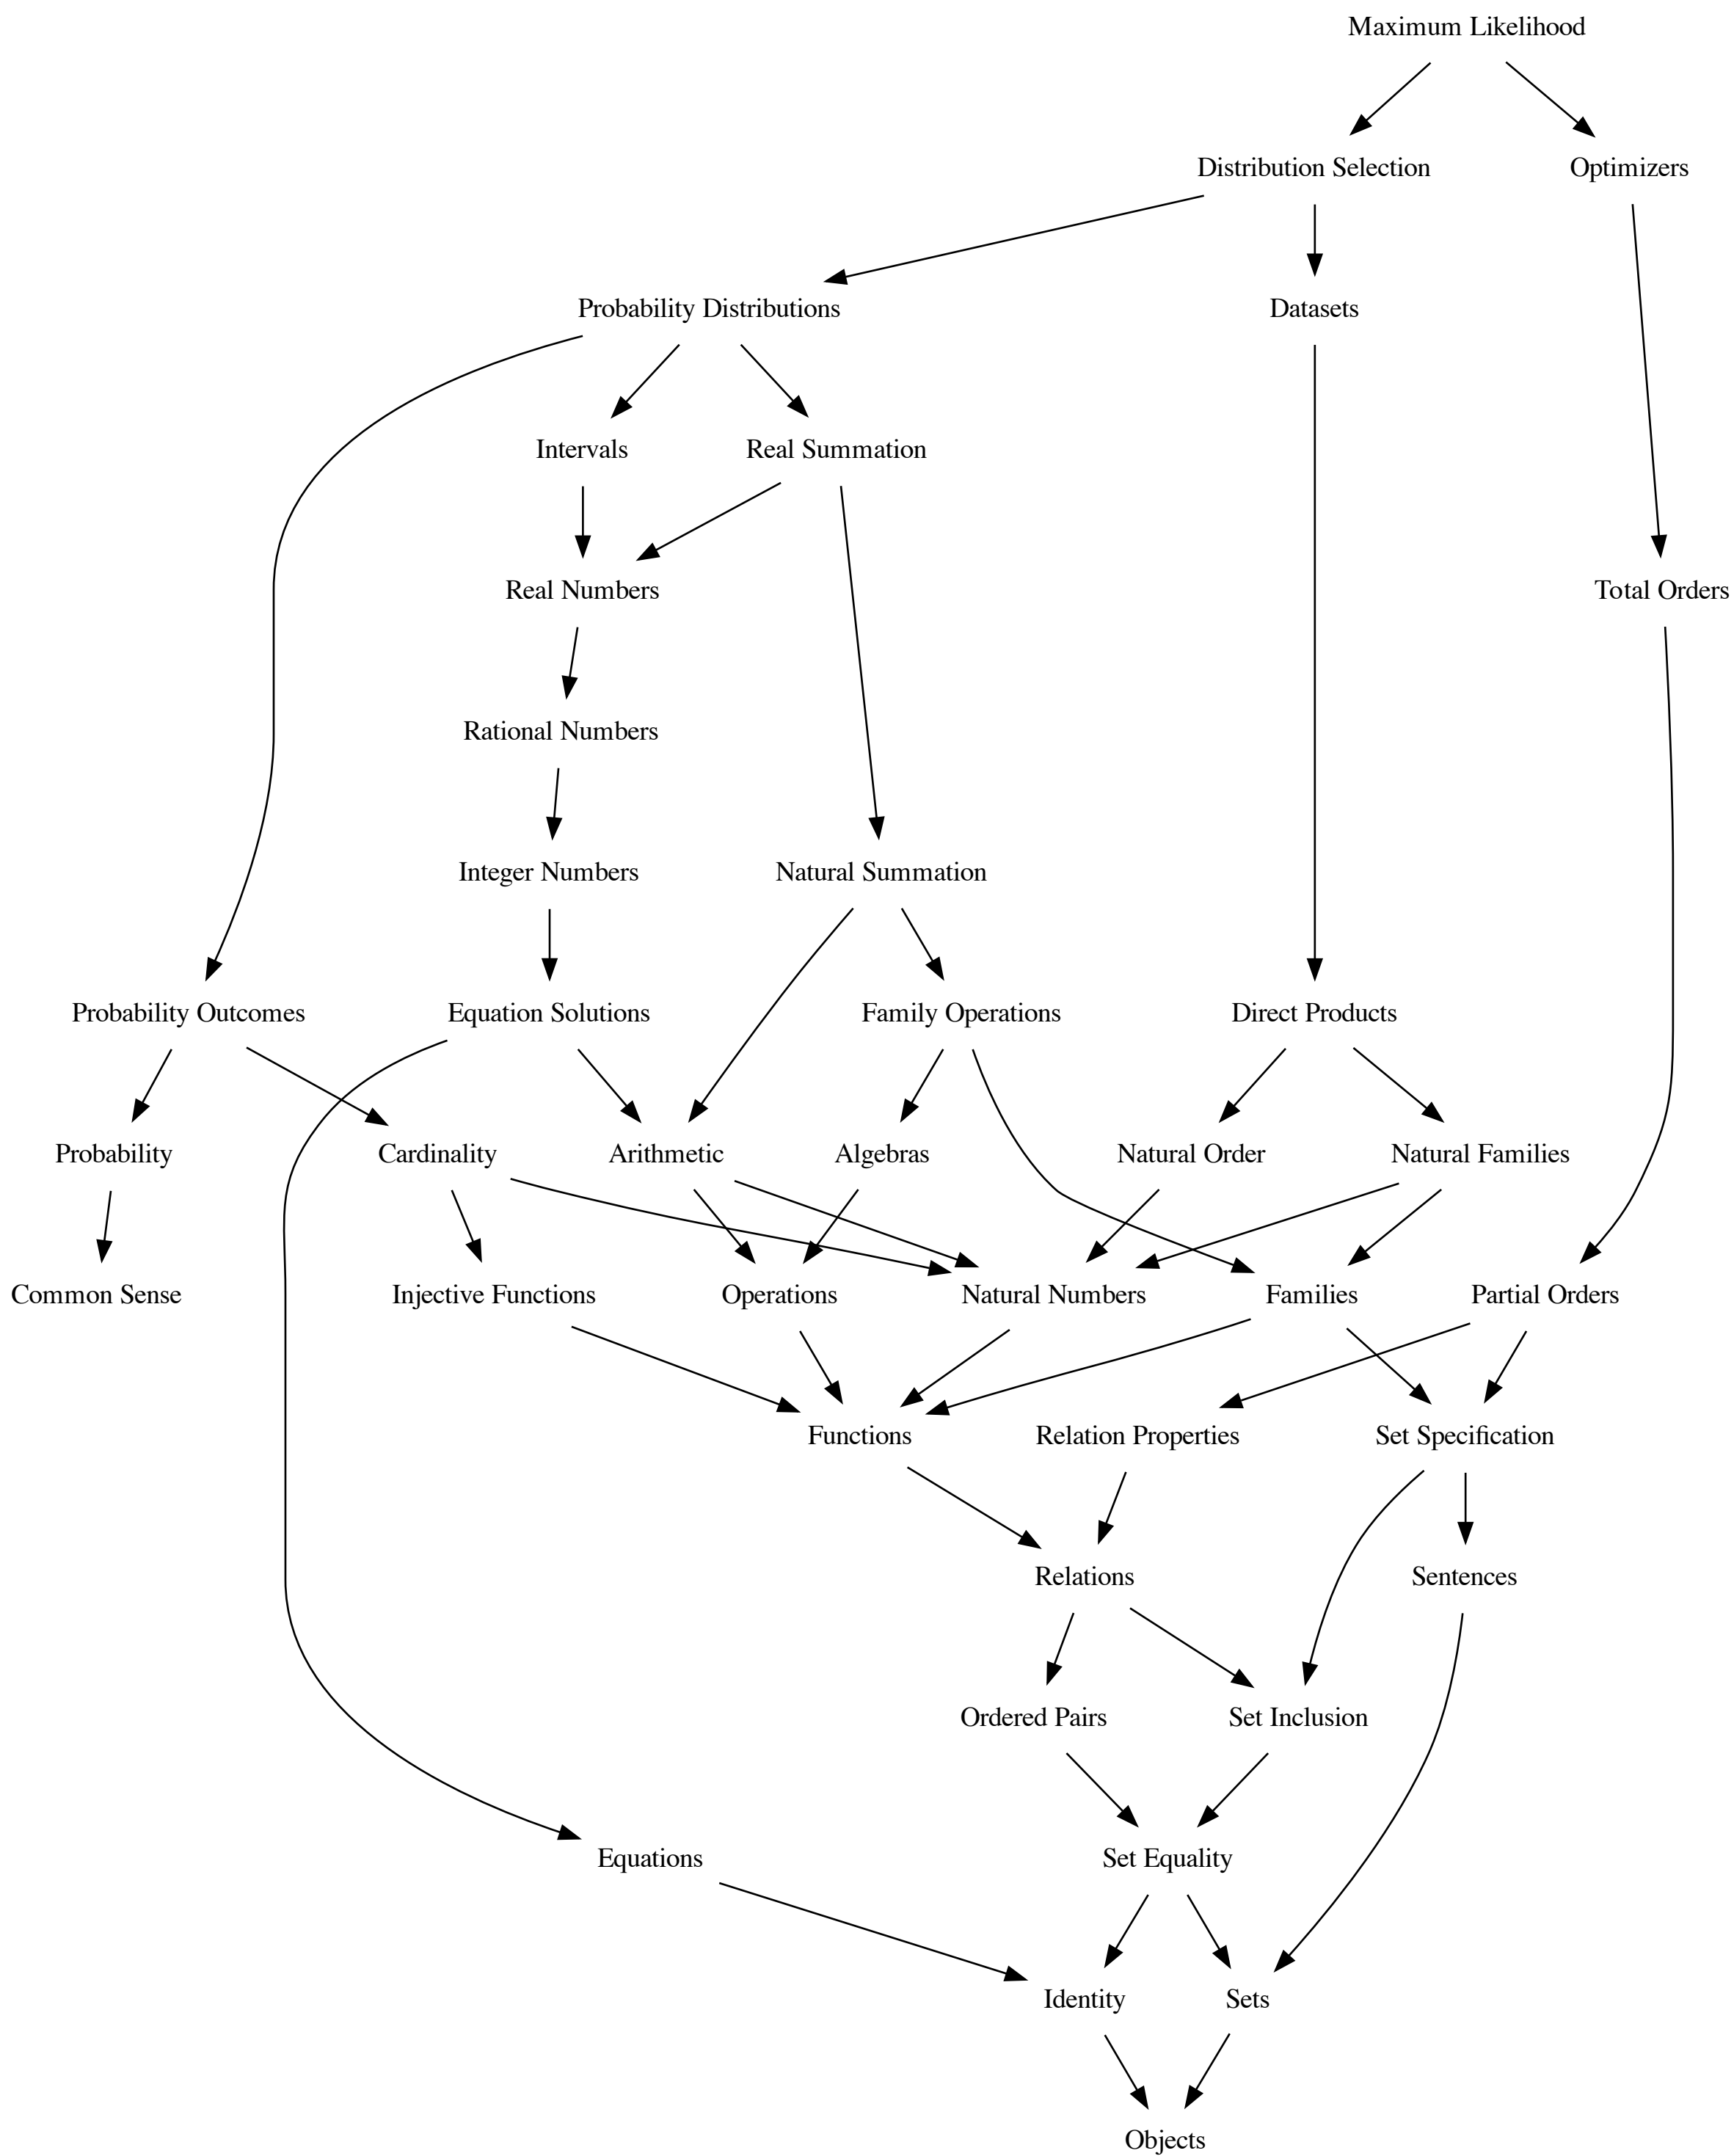 Maximum Likelihood
Distribution Selection
Optimizers
Probability Distributions
Datasets
Intervals
Real Summation
Real Numbers
Total Orders
Rational Numbers
Integer Numbers
Natural Summation
Probability Outcomes
Equation Solutions
Family Operations
Direct Products
Probability
Cardinality
Arithmetic
Algebras
Natural Order
Natural Families
Common Sense
Injective Functions
Operations
Natural Numbers
Families
Partial Orders
Functions
Relation Properties
Set Specification
Relations
Sentences
Ordered Pairs
Set Inclusion
Equations
Set Equality
Identity
Sets
Objects